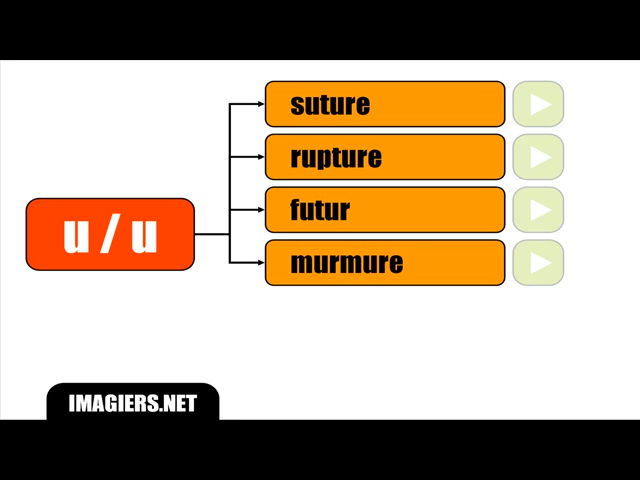 suture
rupture
futur
murmure
u / u
IMAGIERS.NET